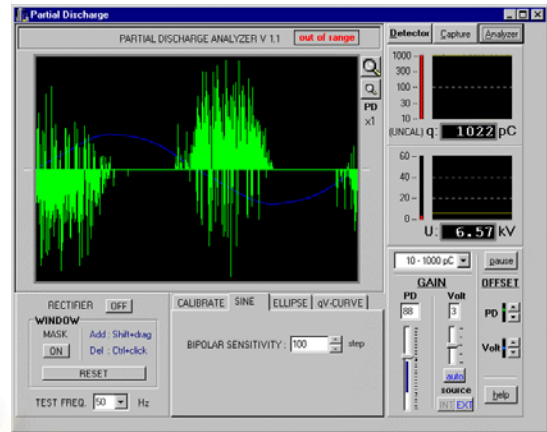 Partial Discharge
PARTIAL DISCHARGE ANALYZER V 1.1 out of range
Detector Capture Analyzer
PD
x1
1000
300
100
30
10
(UNCAL) q: 1022 pC
60
40
20
0
U: 6.57 kV
10 - 1000 pC pause
GAIN OFFSET
PD Volt
88 3
PD
Volt
auto
source
INT EXT
help
RECTIFIER OFF
WINDOW
MASK Add : Shift+drag
ON Del : Ctrl+click
RESET
TEST FREQ. 50 Hz
CALIBRATE SINE ELLIPSE qV-CURVE
BIPOLAR SENSITIVITY : 100 step